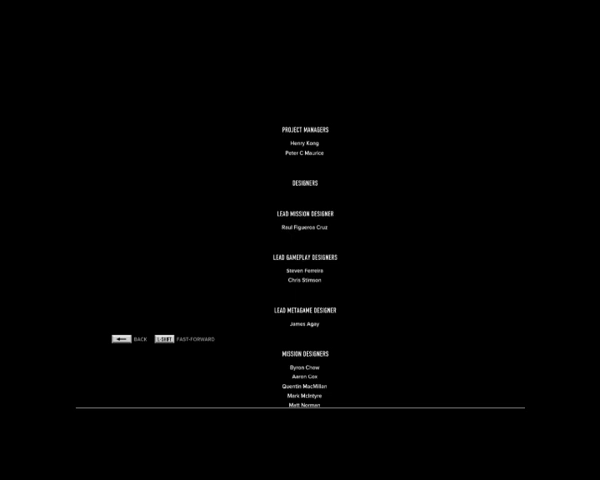 PROJECT MANAGERS
Henry Kong
Peter C Maurice
DESIGNERS
LEAD MISSION DESIGNER
Raul Figueroa Cruz
LEAD GAMEPLAY DESIGNERS
Steven Ferreira
Chris Stimson
LEAD METAGAME DESIGNER
James Agay
BACK
L-SHIFT FAST-FORWARD
MISSION DESIGNERS
Byron Chow
Aaron Cox
Quentin MacMillan
Mark McIntyre
Matt Norman